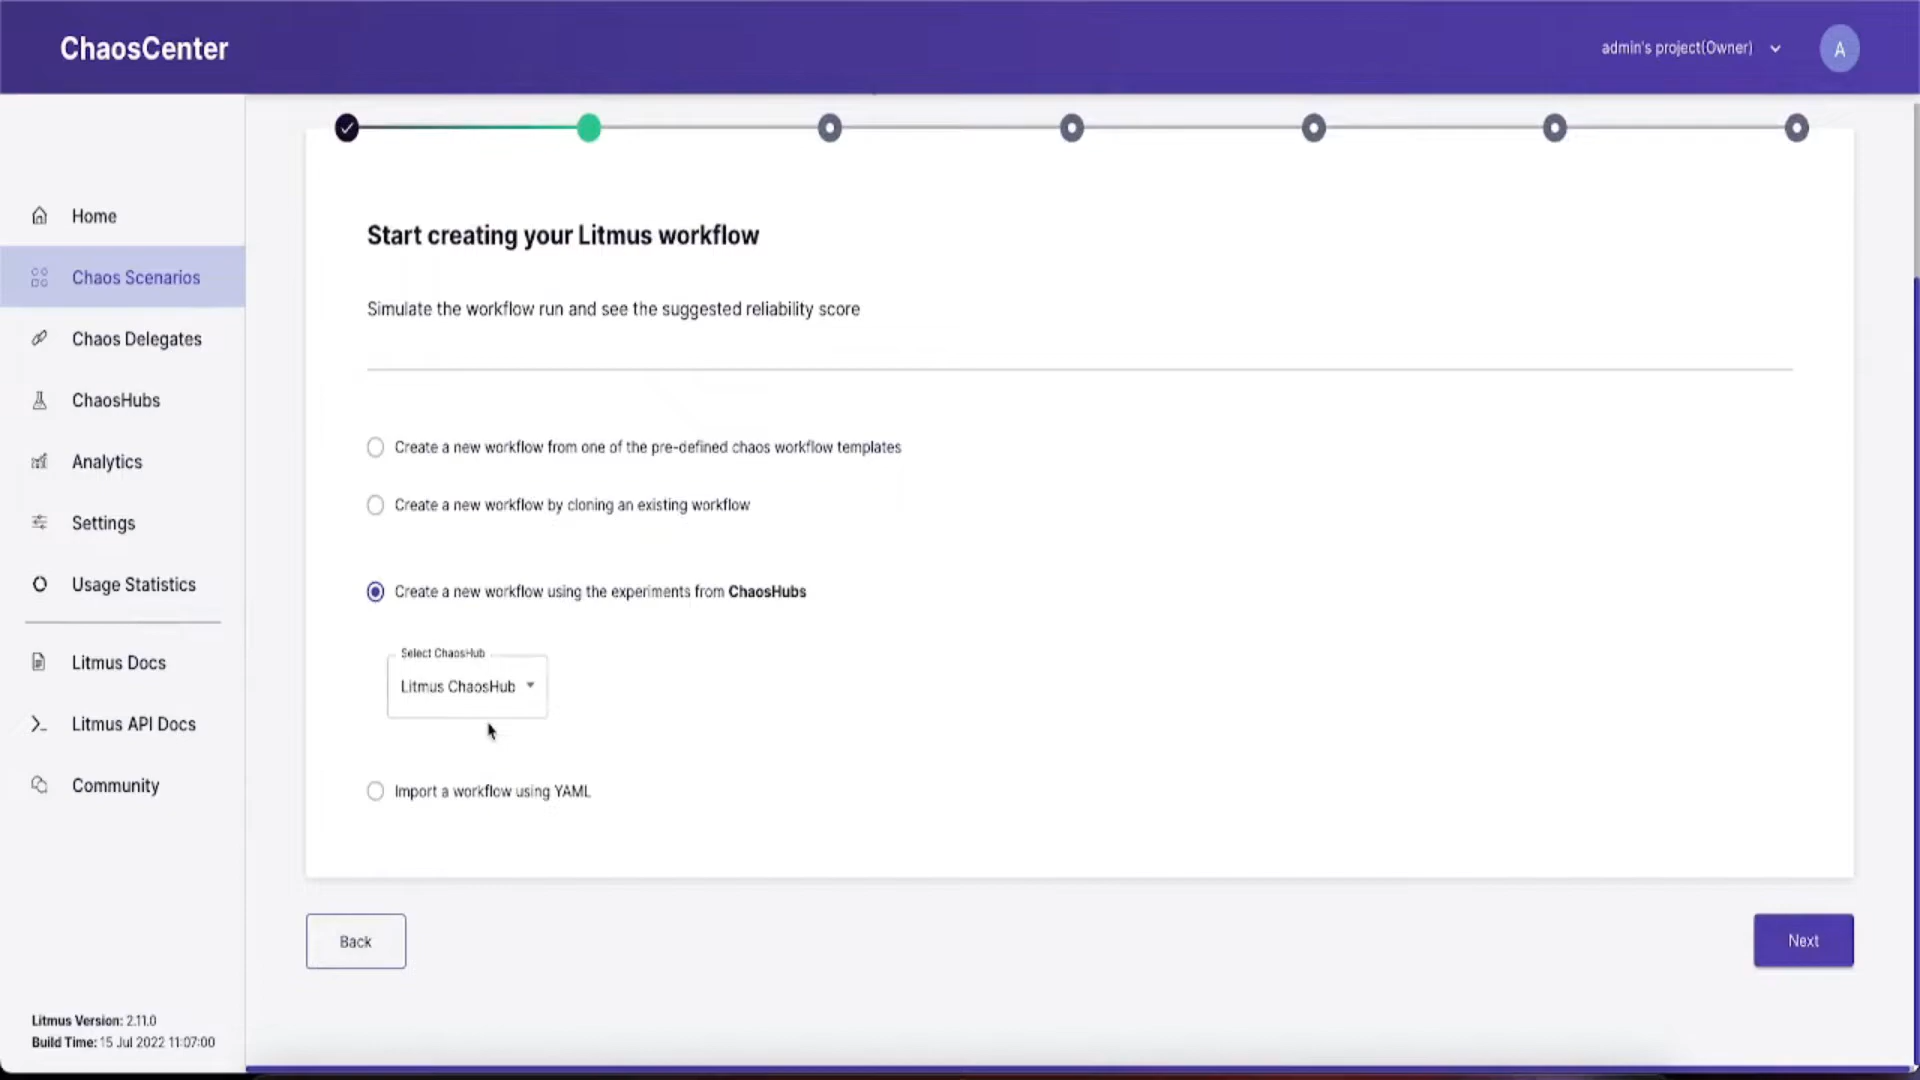 ChaosCenter
admin's project(Owner)
A
Home
Chaos Scenarios
Chaos Delegates
ChaosHubs
Analytics
Settings
Usage Statistics
Litmus Docs
Litmus API Docs
Community
Litmus Version: 2.11.0
Build Time: 15 Jul 2022 11:07:00
Start creating your Litmus workflow
Simulate the workflow run and see the suggested reliability score
Create a new workflow from one of the pre-defined chaos workflow templates
Create a new workflow by cloning an existing workflow
Create a new workflow using the experiments from ChaosHubs
Select ChaosHub
Litmus ChaosHub
Import a workflow using YAML
Back
Next